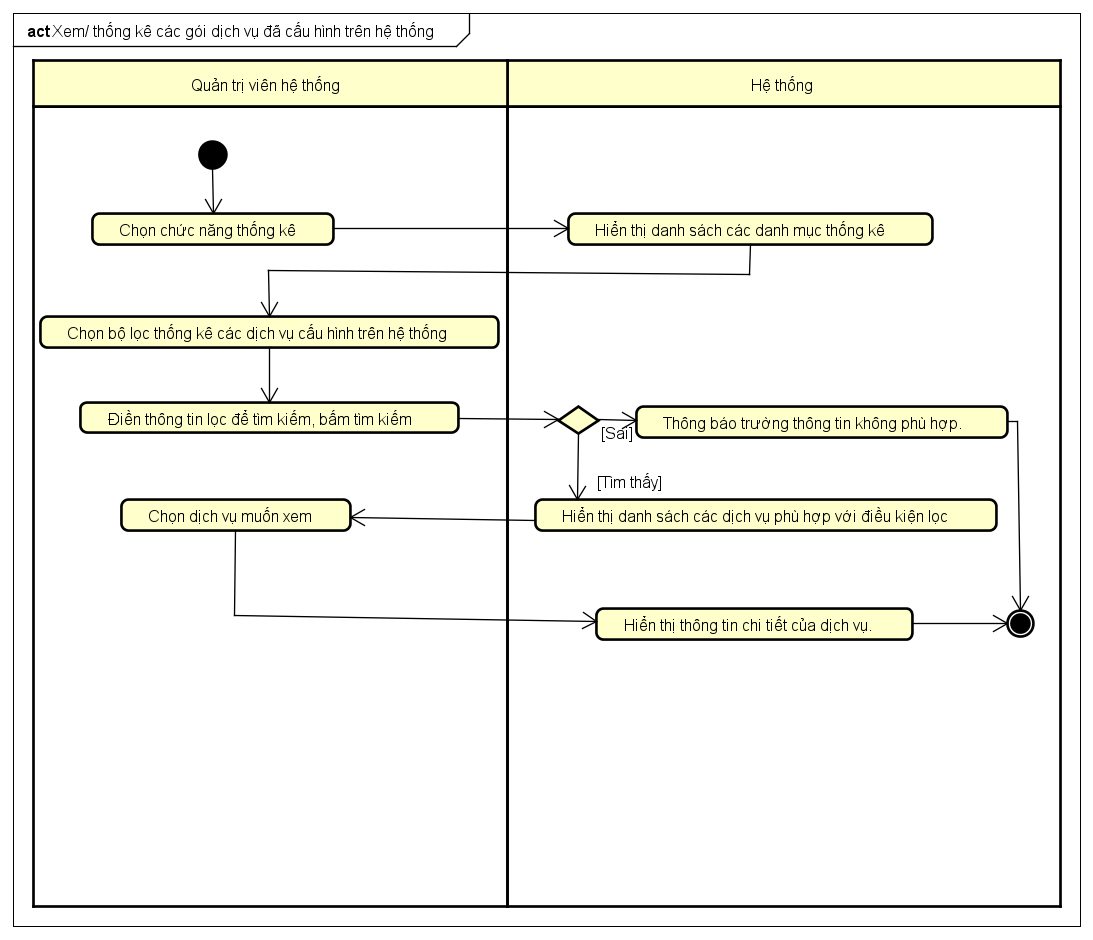 act Xem/ thống kê các gói dịch vụ đã cấu hình trên hệ thống
Quản trị viên hệ thống
Hệ thống
Chọn chức năng thống kê
Hiển thị danh sách các danh mục thống kê
Chọn bộ lọc thống kê các dịch vụ cấu hình trên hệ thống
Điền thông tin lọc để tìm kiếm, bấm tìm kiếm
[Sai]
Thông báo trường thông tin không phù hợp.
[Tìm thấy]
Chọn dịch vụ muốn xem
Hiển thị danh sách các dịch vụ phù hợp với điều kiện lọc
Hiển thị thông tin chi tiết của dịch vụ.